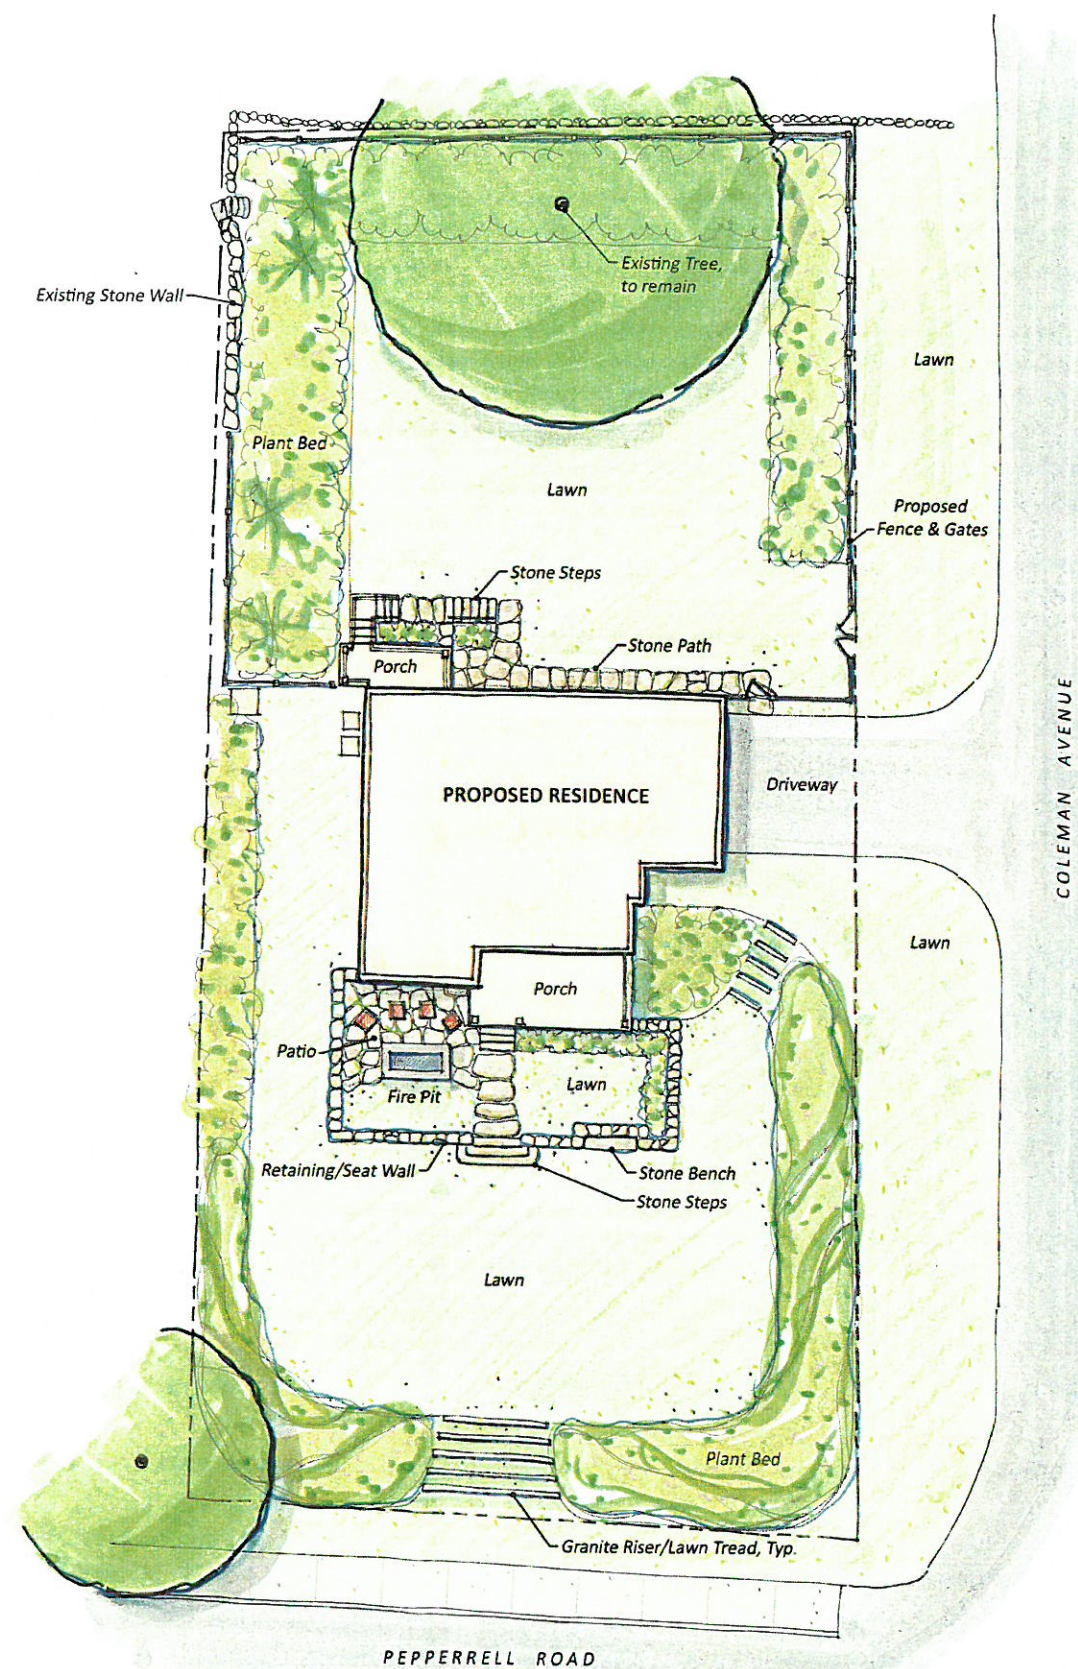 Existing Tree,
to remain
Existing Stone Wall
Lawn
Plant Bed
Lawn
Proposed
Fence & Gates
Stone Steps
Stone Path
Porch
COLEMAN AVENUE
Driveway
PROPOSED RESIDENCE
Lawn
Porch
Patio
Lawn
Fire Pit
Retaining/Seat Wall
Stone Bench
Stone Steps
Lawn
Plant Bed
Granite Riser/Lawn Tread, Typ.
PEPPERRELL ROAD